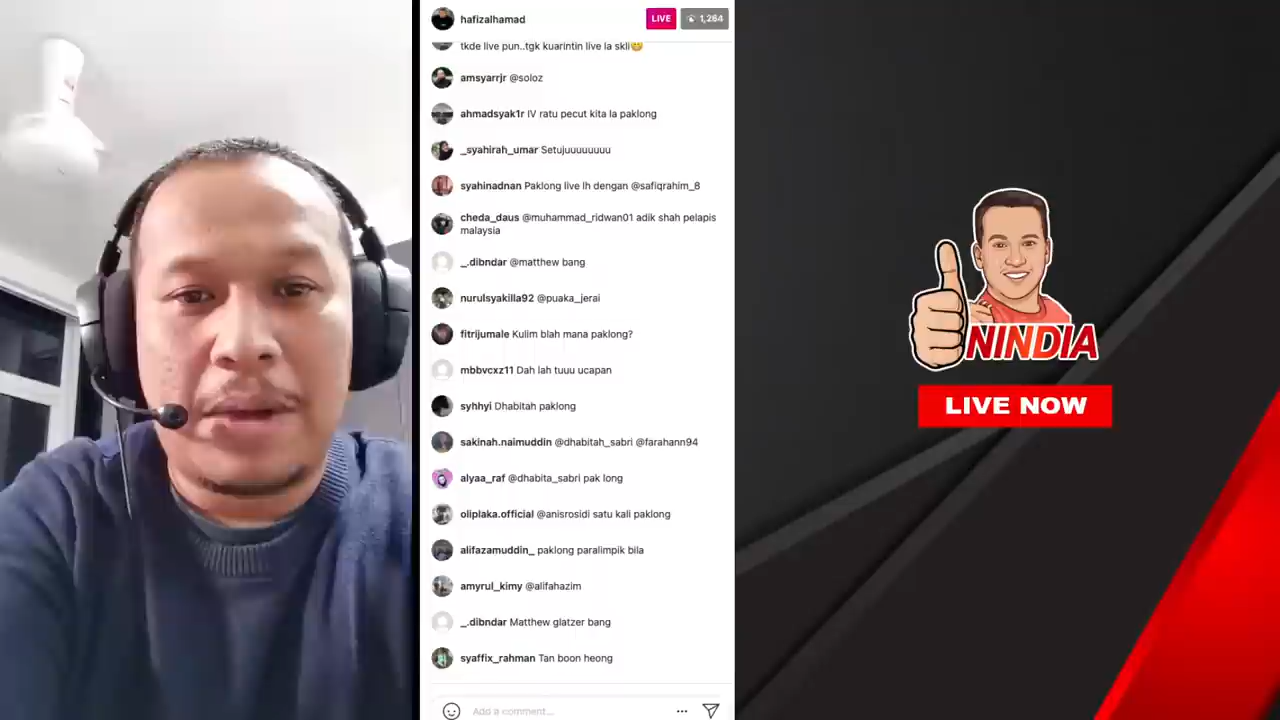 hafizalhamad
LIVE
1,264
tkde live pun..tgk kuarintin live la skli😁
amsyarrjr @soloz
ahmadsyak1r IV ratu pecut kita la paklong
_syahirah_umar Setujuuuuuuuu
syahinadnan Paklong live lh dengan @safiqrahim_8
cheda_daus @muhammad_ridwan01 adik shah pelapis
malaysia
_.dibndar @matthew bang
nurulsyakilla92 @puaka_jerai
fitrijumale Kulim blah mana paklong?
mbbvcxz11 Dah lah tuuu ucapan
syhhyi Dhabitah paklong
sakinah.naimuddin @dhabitah_sabri @farahann94
alyaa_raf @dhabita_sabri pak long
oliplaka.official @anisrosidi satu kali paklong
alifazamuddin_ paklong paralimpik bila
amyrul_kimy @alifahazim
_.dibndar Matthew glatzer bang
syaffix_rahman Tan boon heong
Add a comment...
NINDIA
LIVE NOW